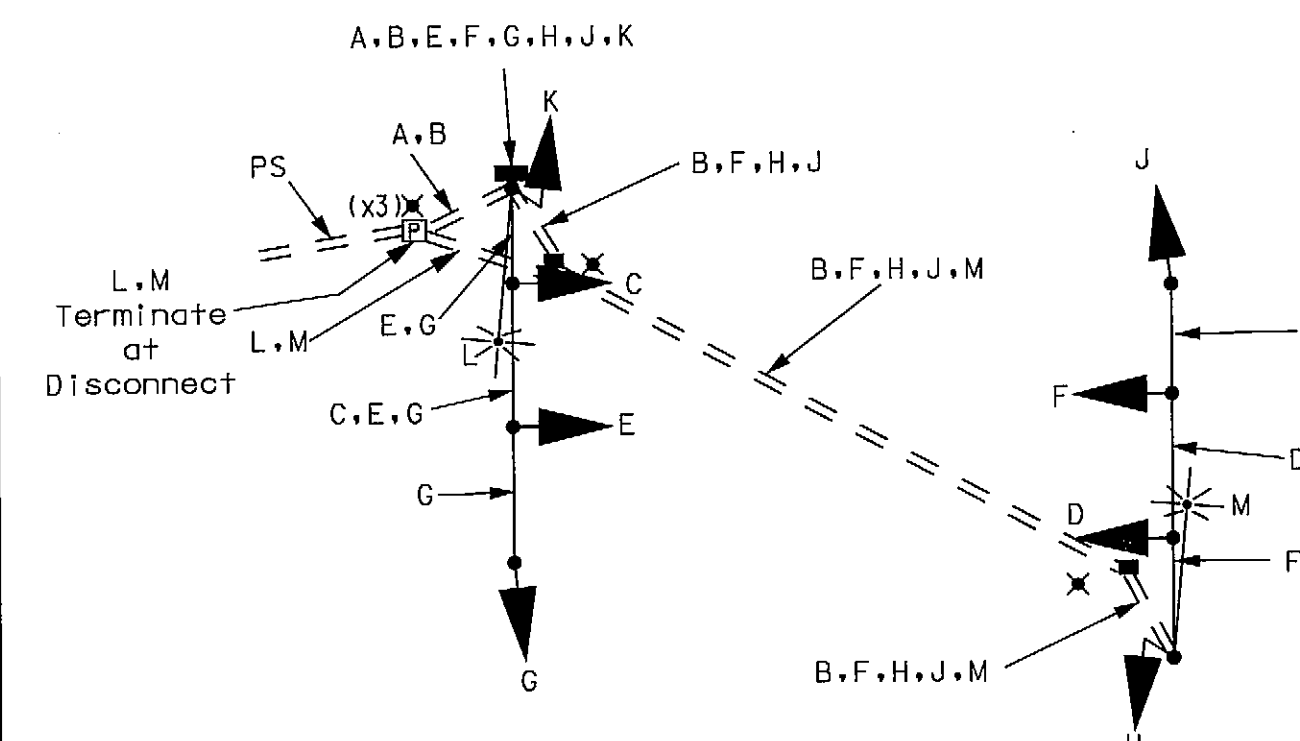 A,B,E,F,G,H,J,K
K
A,B
B,F,H,J
J
PS
(x3)
P
L,M
Terminate
at
Disconnect
B,F,H,J,M
C
E,G
L,M
L
F
C,E,G
E
G
D
M
D
F
B,F,H,J,M
G